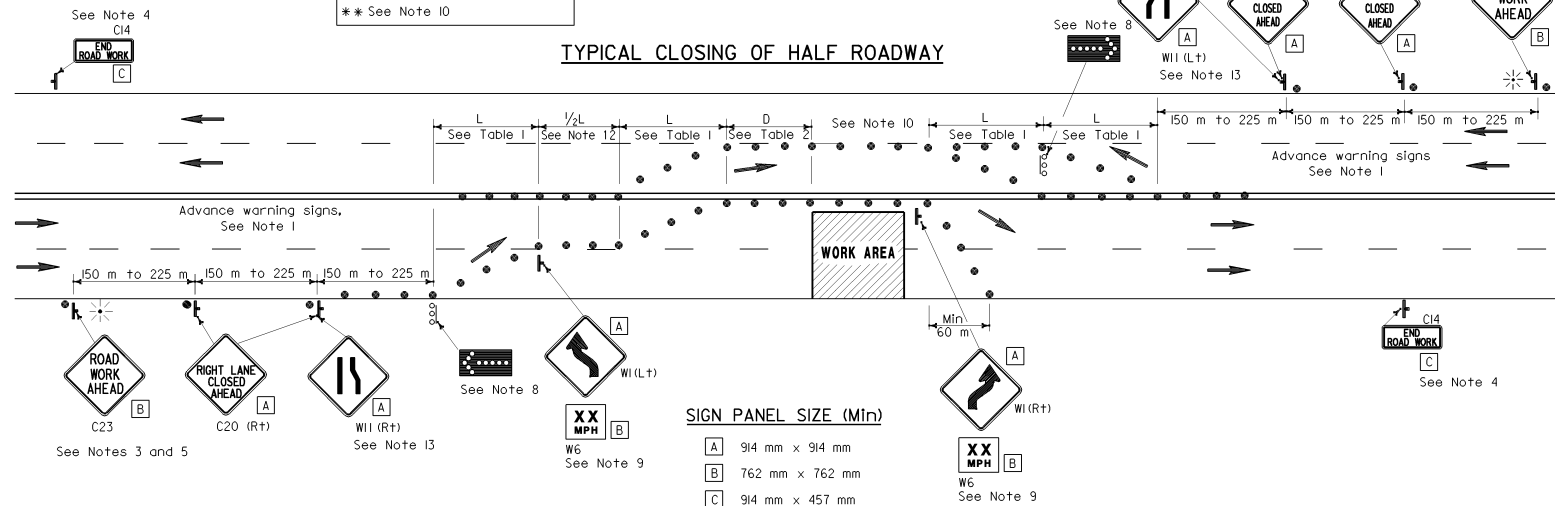 ** See Note 10
See Note 4
C14
END
ROAD WORK
C
TYPICAL CLOSING OF HALF ROADWAY
See Note 8
A
W11 (Lt)
See Note 13
CLOSED
AHEAD
A
CLOSED
AHEAD
A
WORK
AHEAD
B
L
See Table 1
½L
See Note 12
L
See Table 1
D
See Table 2
See Note 10
L
See Table 1
L
See Table 1
150 m to 225 m
150 m to 225 m
150 m to 225 m
Advance warning signs
See Note 1
Advance warning signs,
See Note 1
WORK AREA
150 m to 225 m
150 m to 225 m
150 m to 225 m
Min
60 m
ROAD
WORK
AHEAD
B
C23
See Notes 3 and 5
RIGHT LANE
CLOSED
AHEAD
A
C20 (Rt)
A
W11 (Rt)
See Note 13
See Note 8
A
W1 (Lt)
XX
MPH
B
W6
See Note 9
SIGN PANEL SIZE (Min)
A 914 mm x 914 mm
B 762 mm x 762 mm
C 914 mm x 457 mm
A
W1 (Rt)
XX
MPH
B
W6
See Note 9
C14
END
ROAD WORK
C
See Note 4